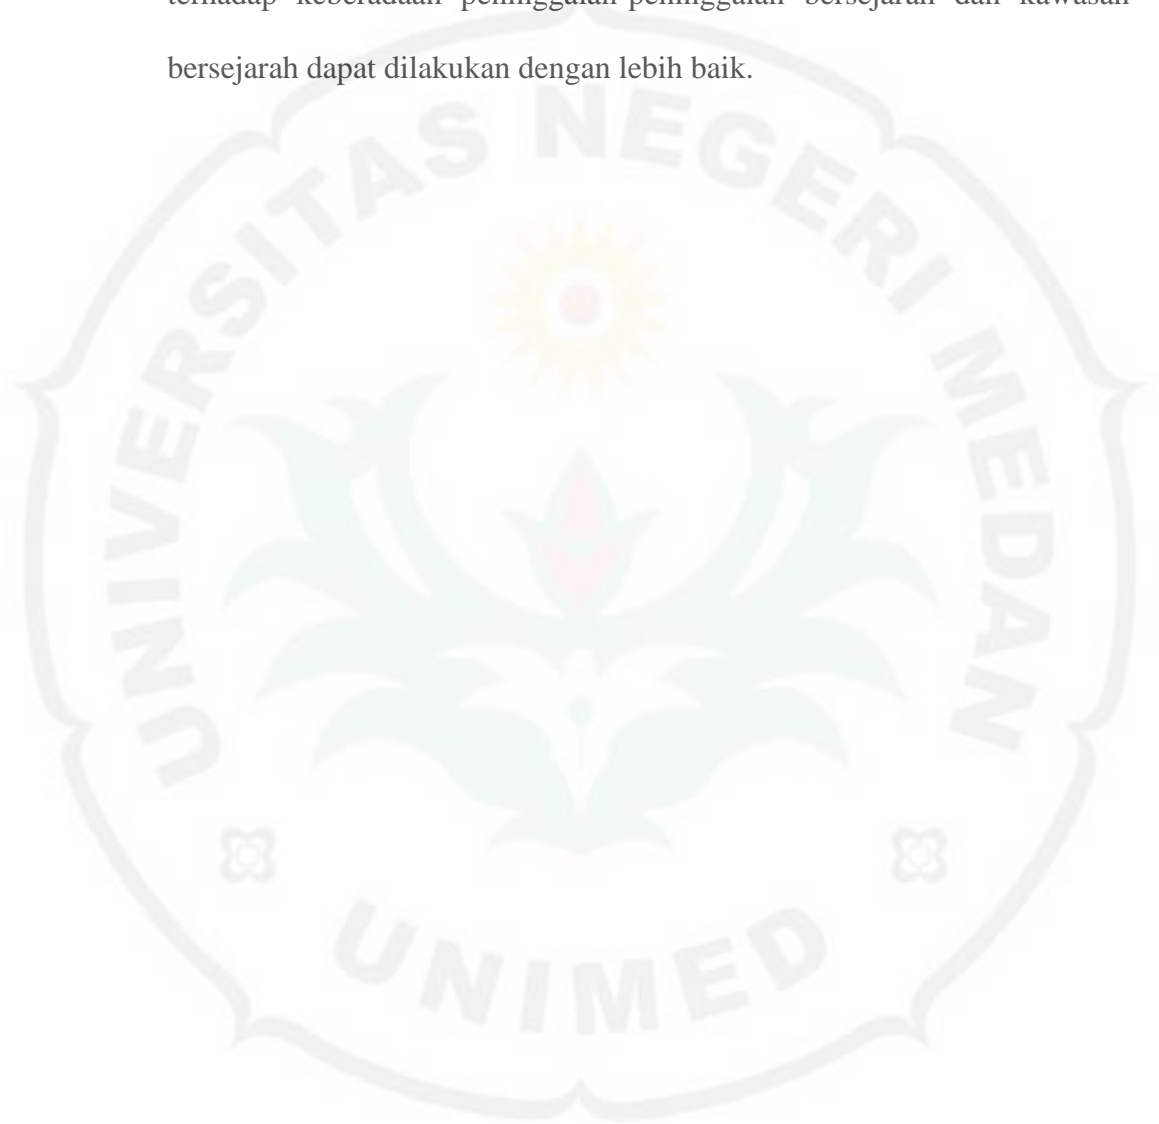 terhadap keberadaan peninggalan-peninggalan bersejarah dan kawasan
bersejarah dapat dilakukan dengan lebih baik.
UNIVERSITAS NEGERI MEDAN
UNIMED